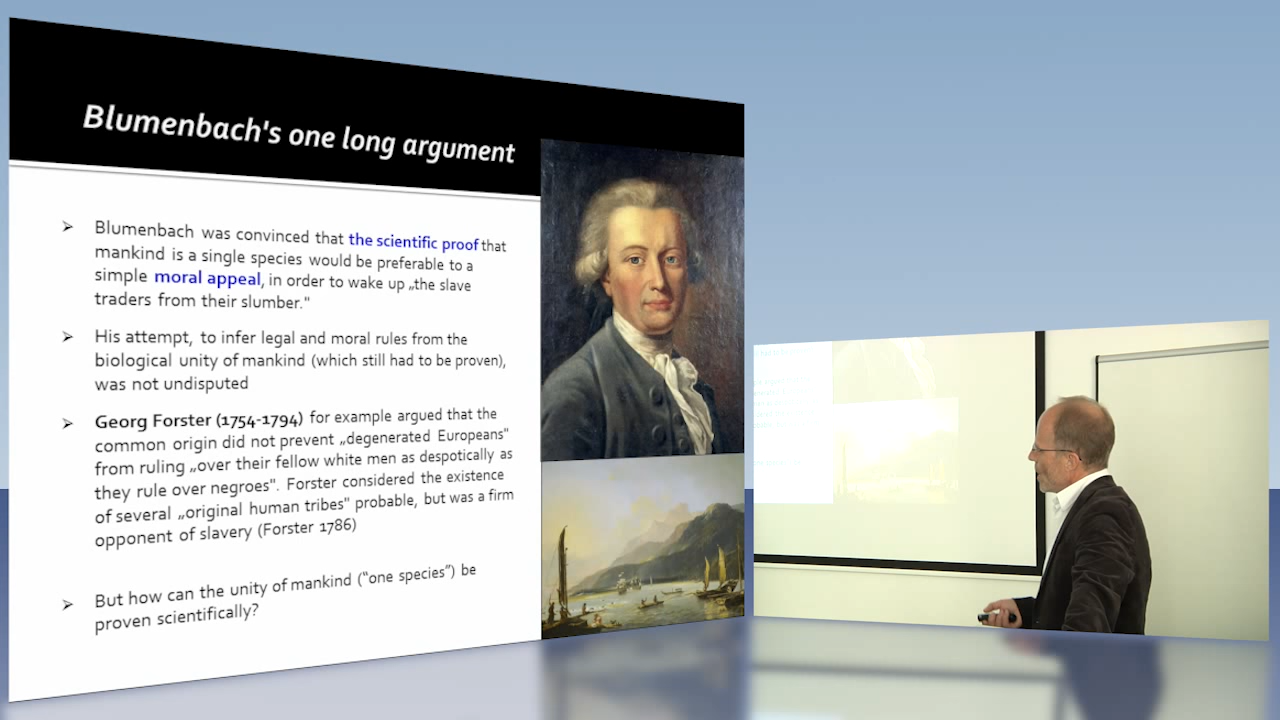 Blumenbach's one long argument
Blumenbach was convinced that the scientific proof that
mankind is a single species would be preferable to a
simple moral appeal, in order to wake up „the slave
traders from their slumber."
His attempt, to infer legal and moral rules from the
biological unity of mankind (which still had to be proven),
was not undisputed
Georg Forster (1754-1794) for example argued that the
common origin did not prevent „degenerated Europeans"
from ruling „over their fellow white men as despotically as
they rule over negroes". Forster considered the existence
of several „original human tribes" probable, but was a firm
opponent of slavery (Forster 1786)
But how can the unity of mankind (“one species”) be
proven scientifically?